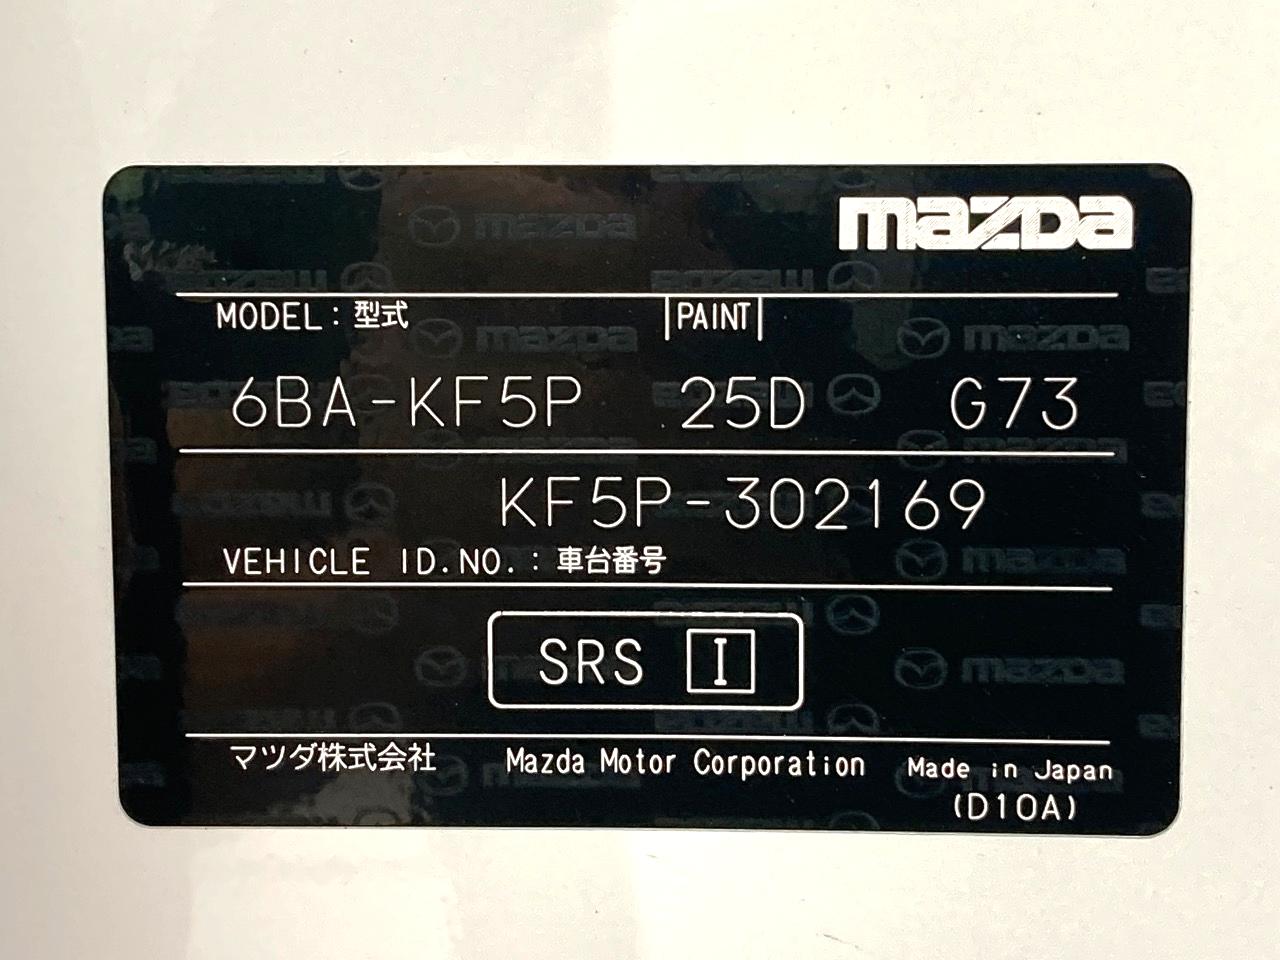 mazda
MODEL : 型式 |PAINT|
6BA-KF5P 25D G73
KF5P-302169
VEHICLE ID.NO. : 車台番号
SRS I
マツダ株式会社 Mazda Motor Corporation Made in Japan
(D10A)